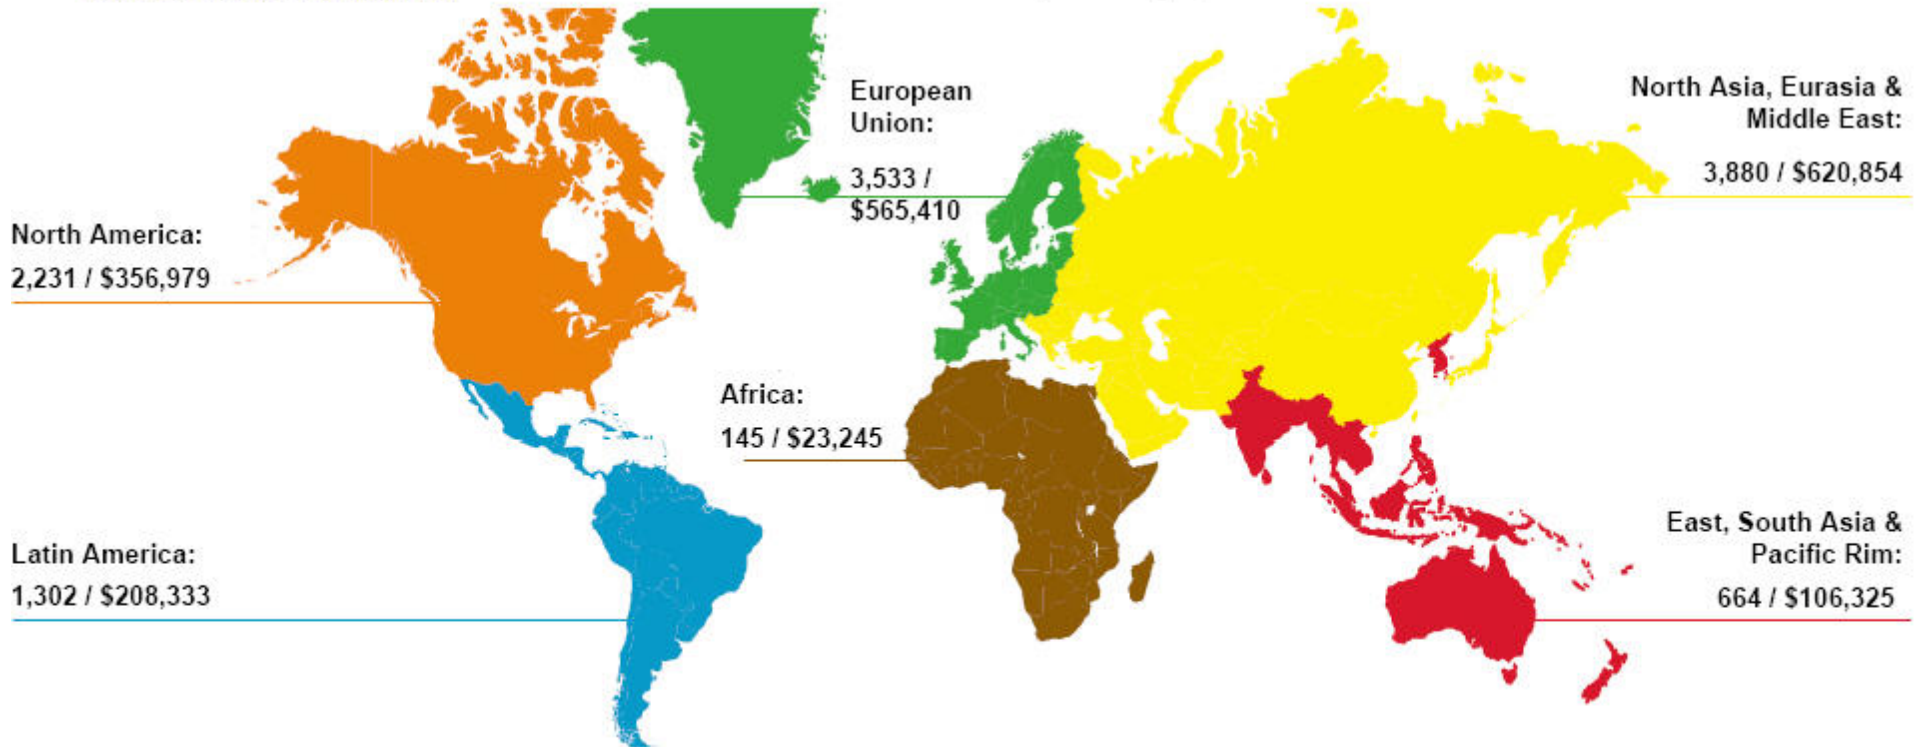 European
Union:
3,533 /
$565,410
North Asia, Eurasia &
Middle East:
3,880 / $620,854
North America:
2,231 / $356,979
Africa:
145 / $23,245
Latin America:
1,302 / $208,333
East, South Asia &
Pacific Rim:
664 / $106,325